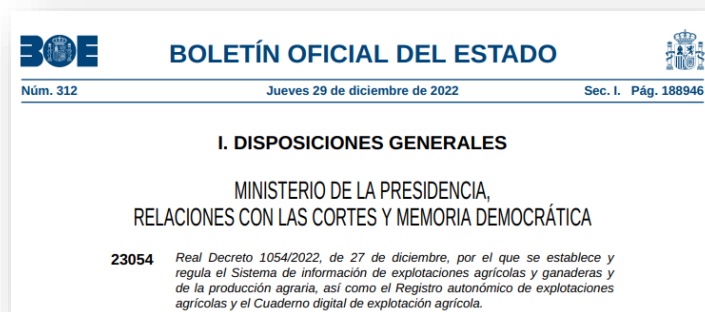 BOE
BOLETÍN OFICIAL DEL ESTADO
Núm. 312 Jueves 29 de diciembre de 2022 Sec. I. Pág. 188946
I. DISPOSICIONES GENERALES
MINISTERIO DE LA PRESIDENCIA,
RELACIONES CON LAS CORTES Y MEMORIA DEMOCRÁTICA
23054 Real Decreto 1054/2022, de 27 de diciembre, por el que se establece y
regula el Sistema de información de explotaciones agrícolas y ganaderas y
de la producción agraria, así como el Registro autonómico de explotaciones
agrícolas y el Cuaderno digital de explotación agrícola.